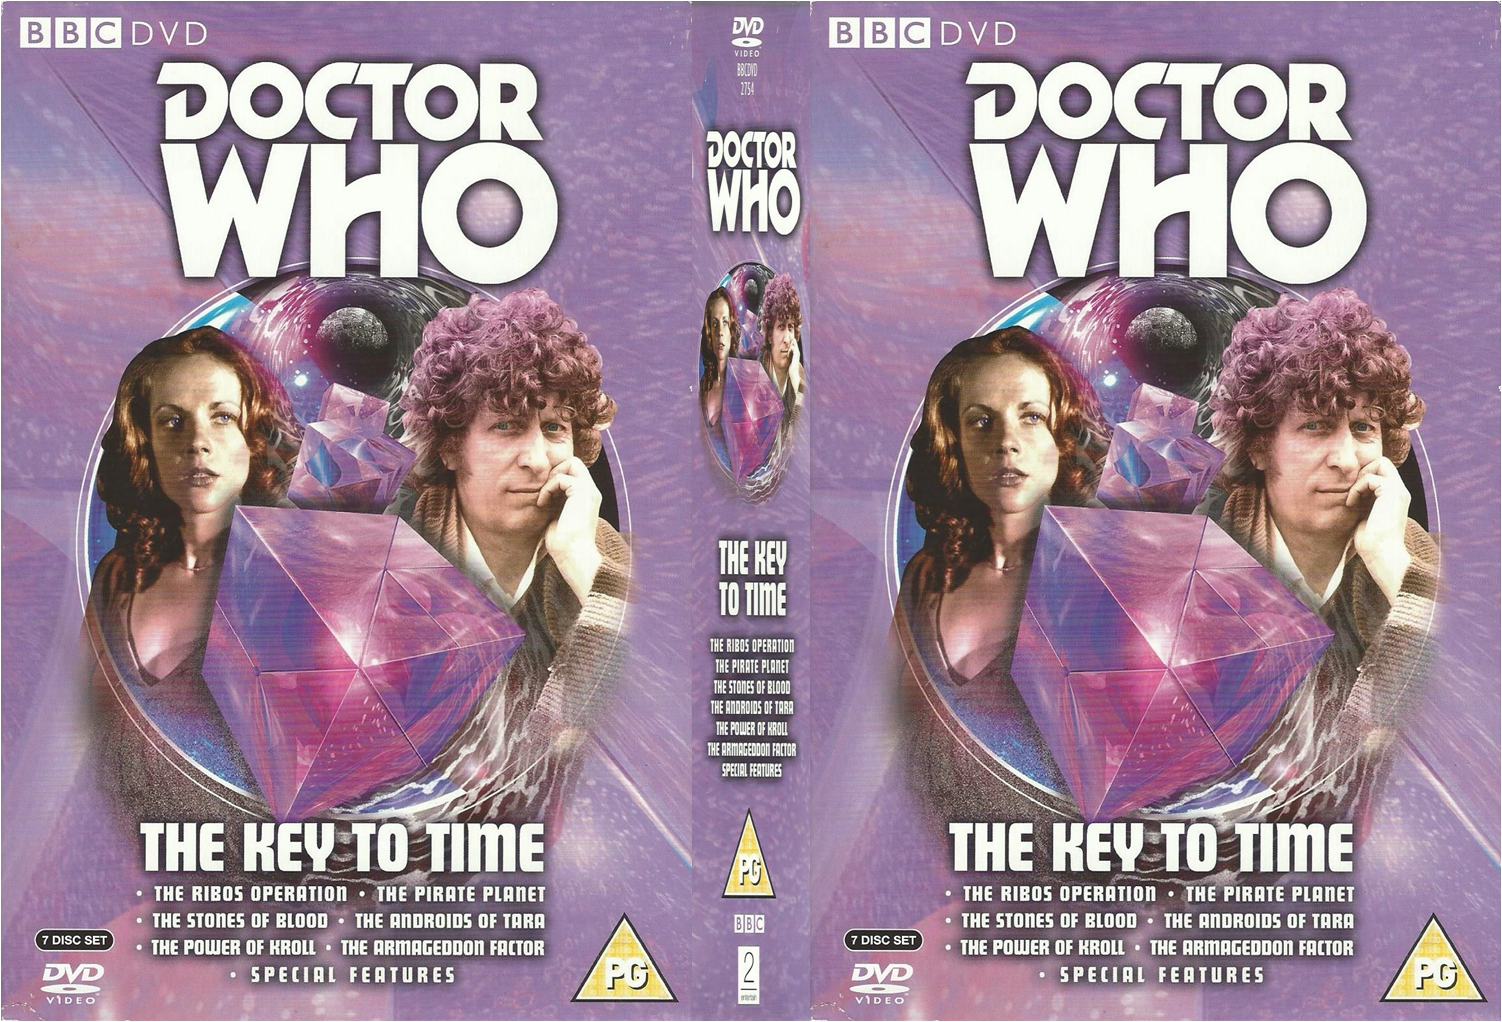 BBC DVD
DOCTOR
WHO
THE KEY TO TIME
• THE RIBOS OPERATION • THE PIRATE PLANET
• THE STONES OF BLOOD • THE ANDROIDS OF TARA
• THE POWER OF KROLL • THE ARMAGEDDON FACTOR
• SPECIAL FEATURES
7 DISC SET
DVD
VIDEO
PG
DVD
VIDEO
BBCDVD
2754
DOCTOR
WHO
THE KEY
TO TIME
THE RIBOS OPERATION
THE PIRATE PLANET
THE STONES OF BLOOD
THE ANDROIDS OF TARA
THE POWER OF KROLL
THE ARMAGEDDON FACTOR
SPECIAL FEATURES
PG
BBC
2
entertain
BBC DVD
DOCTOR
WHO
THE KEY TO TIME
• THE RIBOS OPERATION • THE PIRATE PLANET
• THE STONES OF BLOOD • THE ANDROIDS OF TARA
• THE POWER OF KROLL • THE ARMAGEDDON FACTOR
• SPECIAL FEATURES
7 DISC SET
DVD
VIDEO
PG